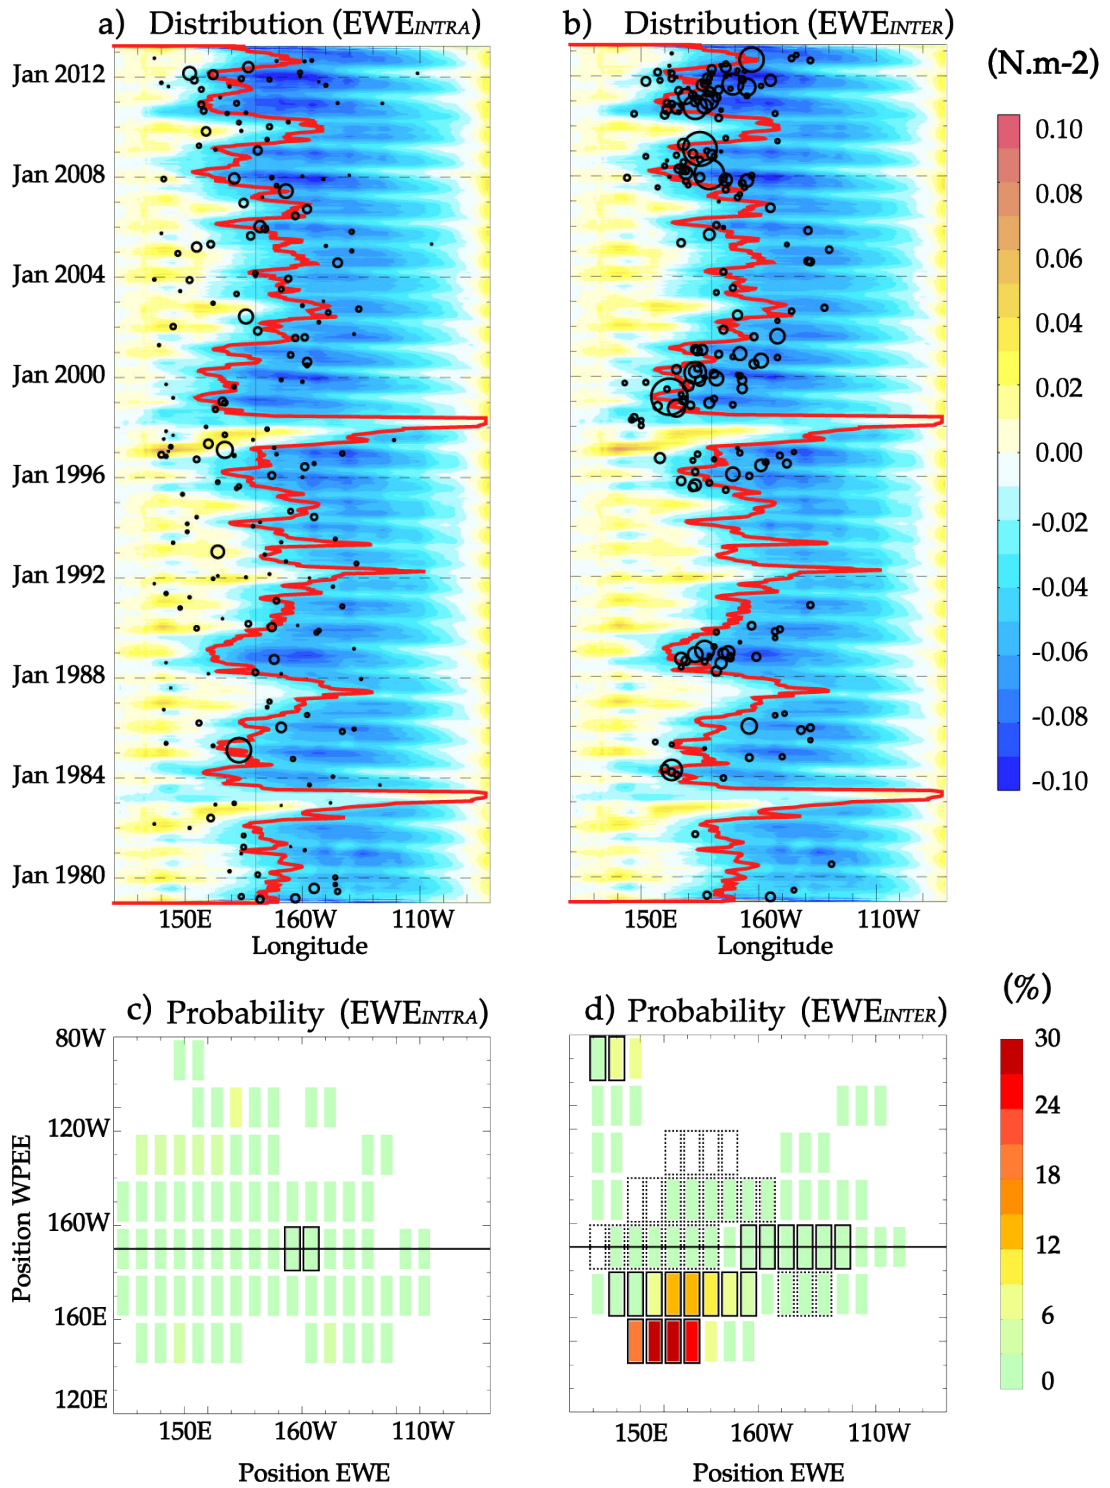 a) Distribution (EWEINTRA)
b) Distribution (EWEINTER)
(N.m-2)
Jan 2012
Jan 2008
Jan 2004
Jan 2000
Jan 1996
Jan 1992
Jan 1988
Jan 1984
Jan 1980
150E 160W 110W
Longitude
150E 160W 110W
Longitude
0.10
0.08
0.06
0.04
0.02
0.00
-0.02
-0.04
-0.06
-0.08
-0.10
c) Probability (EWEINTRA)
d) Probability (EWEINTER)
(%)
80W
120W
160W
160E
120E
Position WPEE
150E 160W 110W
Position EWE
150E 160W 110W
Position EWE
30
24
18
12
6
0